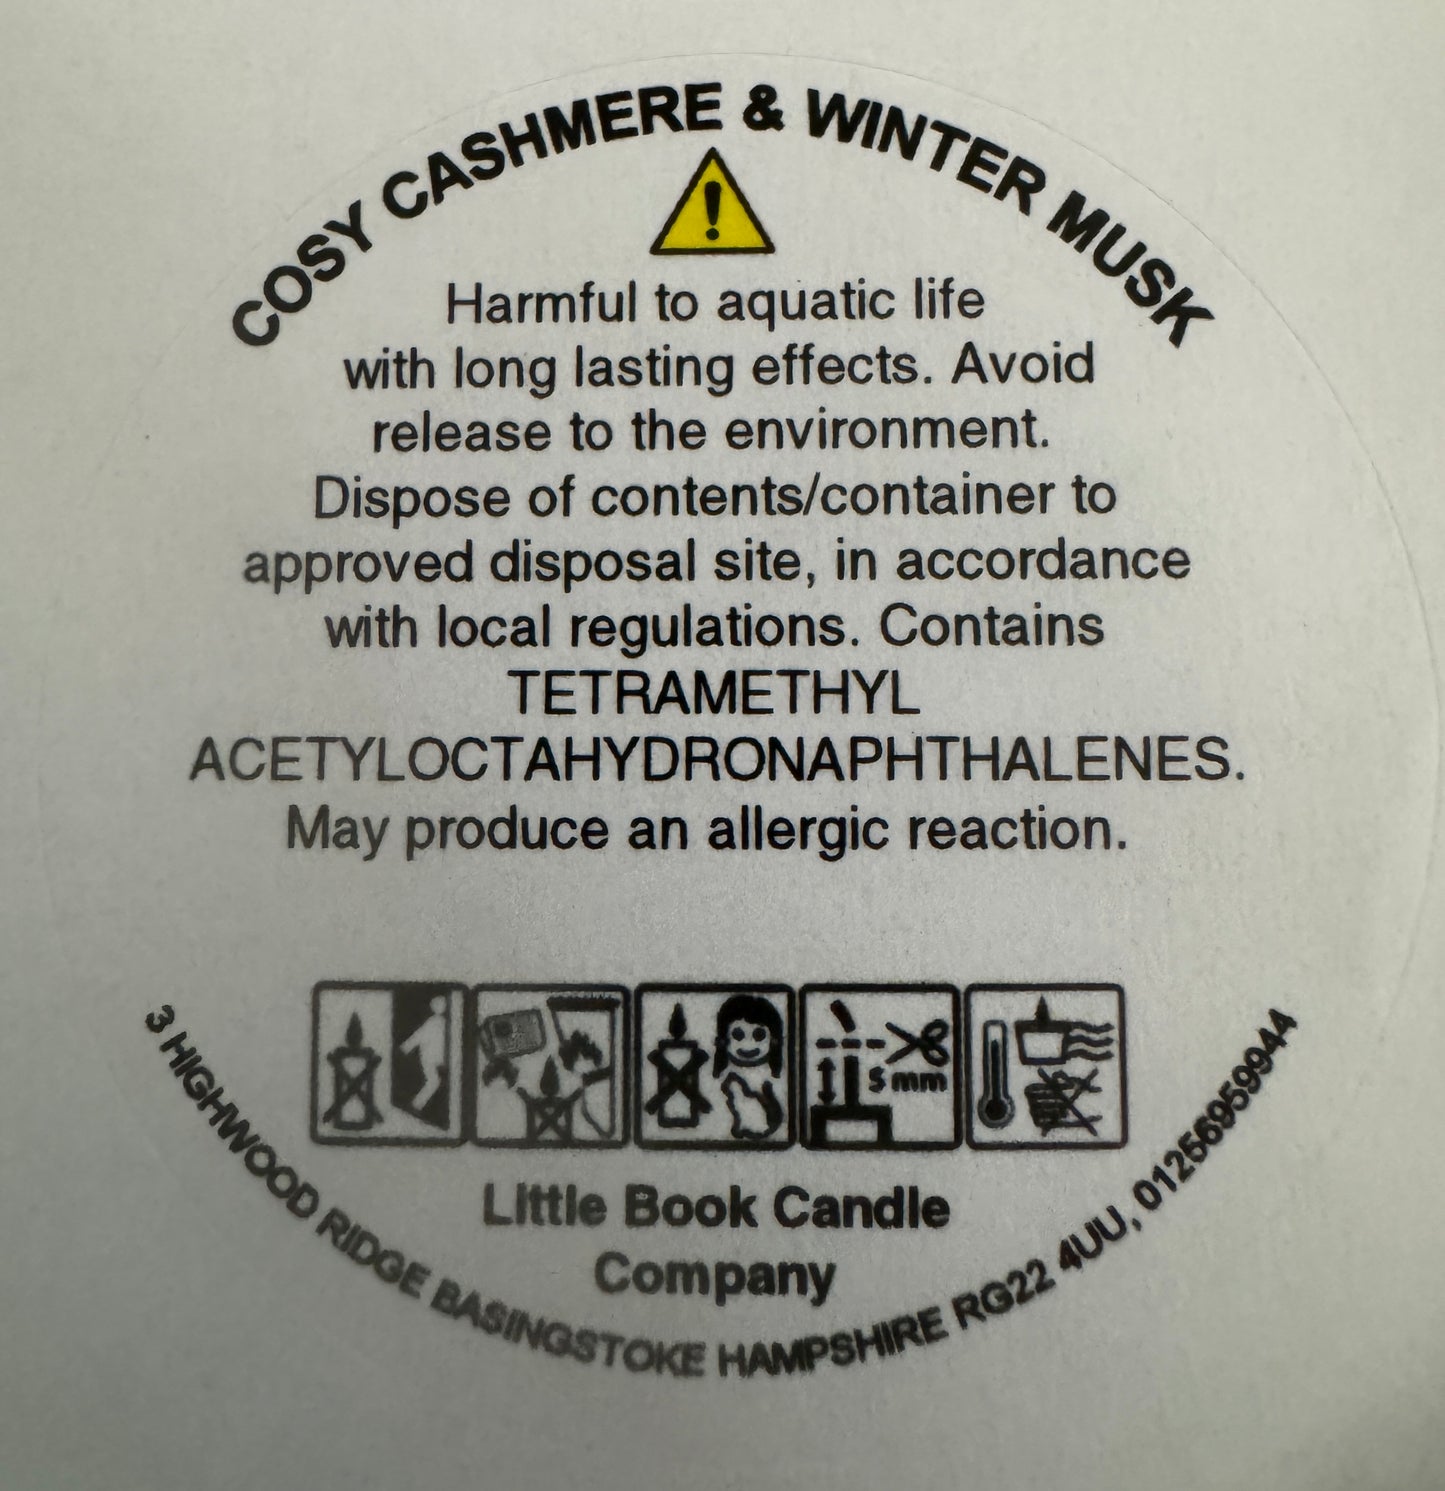 COSY CASHMERE & WINTER MUSK
Harmful to aquatic life
with long lasting effects. Avoid
release to the environment.
Dispose of contents/container to
approved disposal site, in accordance
with local regulations. Contains
TETRAMETHYL
ACETYLOCTAHYDRONAPHTHALENES.
May produce an allergic reaction.
5 mm
LIttle Book Candle
Company
3 HIGHWOOD RIDGE BASINGSTOKE HAMPSHIRE RG22 4UU, 01256959944